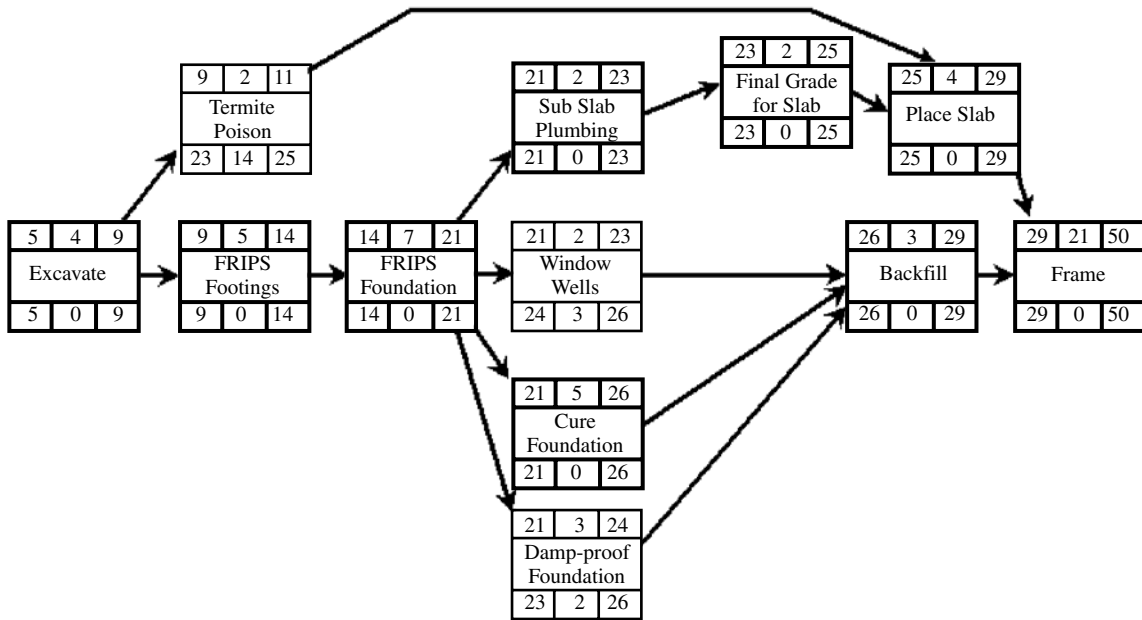 9 2 11
Termite
Poison
23 14 25
21 2 23
Sub Slab
Plumbing
21 0 23
23 2 25
Final Grade
for Slab
23 0 25
25 4 29
Place Slab
25 0 29
5 4 9
Excavate
5 0 9
9 5 14
FRIPS
Footings
9 0 14
14 7 21
FRIPS
Foundation
14 0 21
21 2 23
Window
Wells
24 3 26
26 3 29
Backfill
26 0 29
29 21 50
Frame
29 0 50
21 5 26
Cure
Foundation
21 0 26
21 3 24
Damp-proof
Foundation
23 2 26